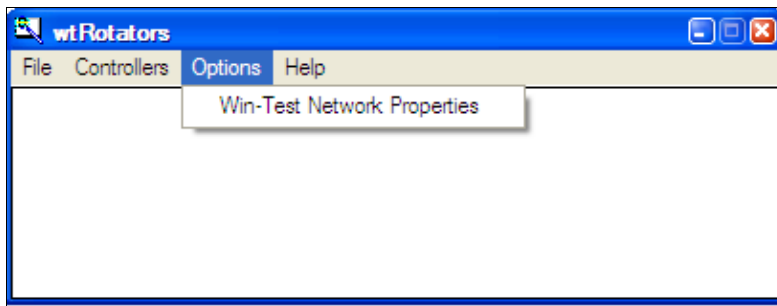 wtRotators
File Controllers Options Help
Win-Test Network Properties